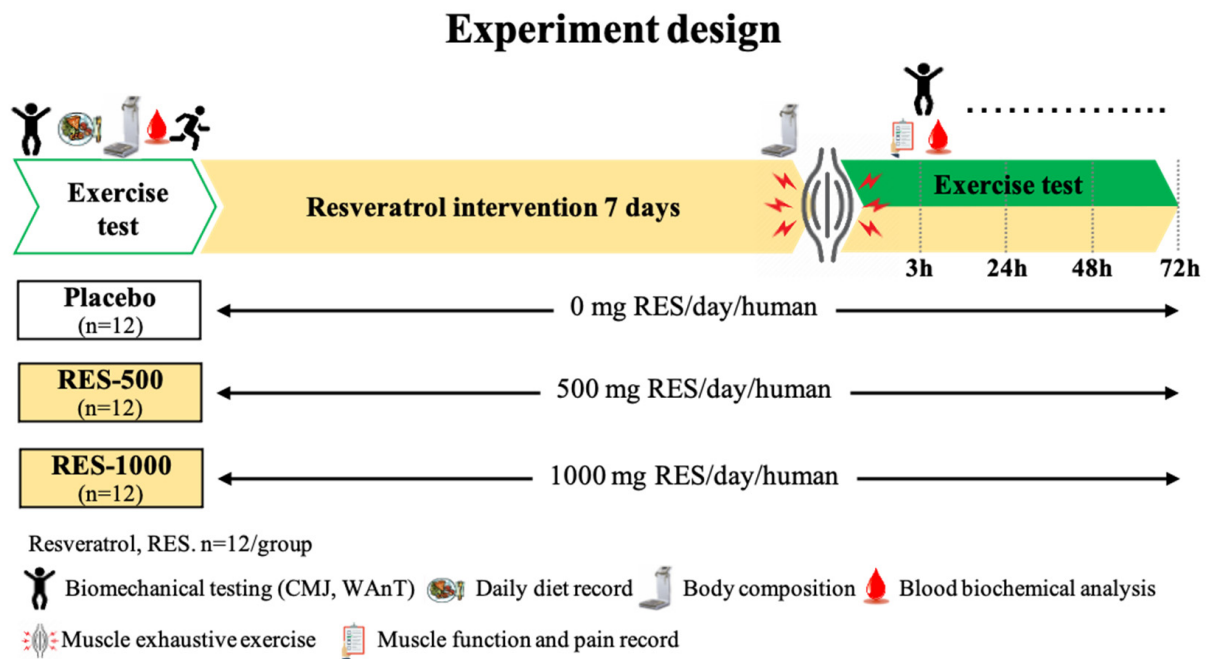 Experiment design
Exercise
test
Resveratrol intervention 7 days
Exercise test
3h 24h 48h 72h
Placebo
(n=12)
0 mg RES/day/human
RES-500
(n=12)
500 mg RES/day/human
RES-1000
(n=12)
1000 mg RES/day/human
Resveratrol, RES. n=12/group
Biomechanical testing (CMJ, WAnT) Daily diet record Body composition Blood biochemical analysis
Muscle exhaustive exercise Muscle function and pain record